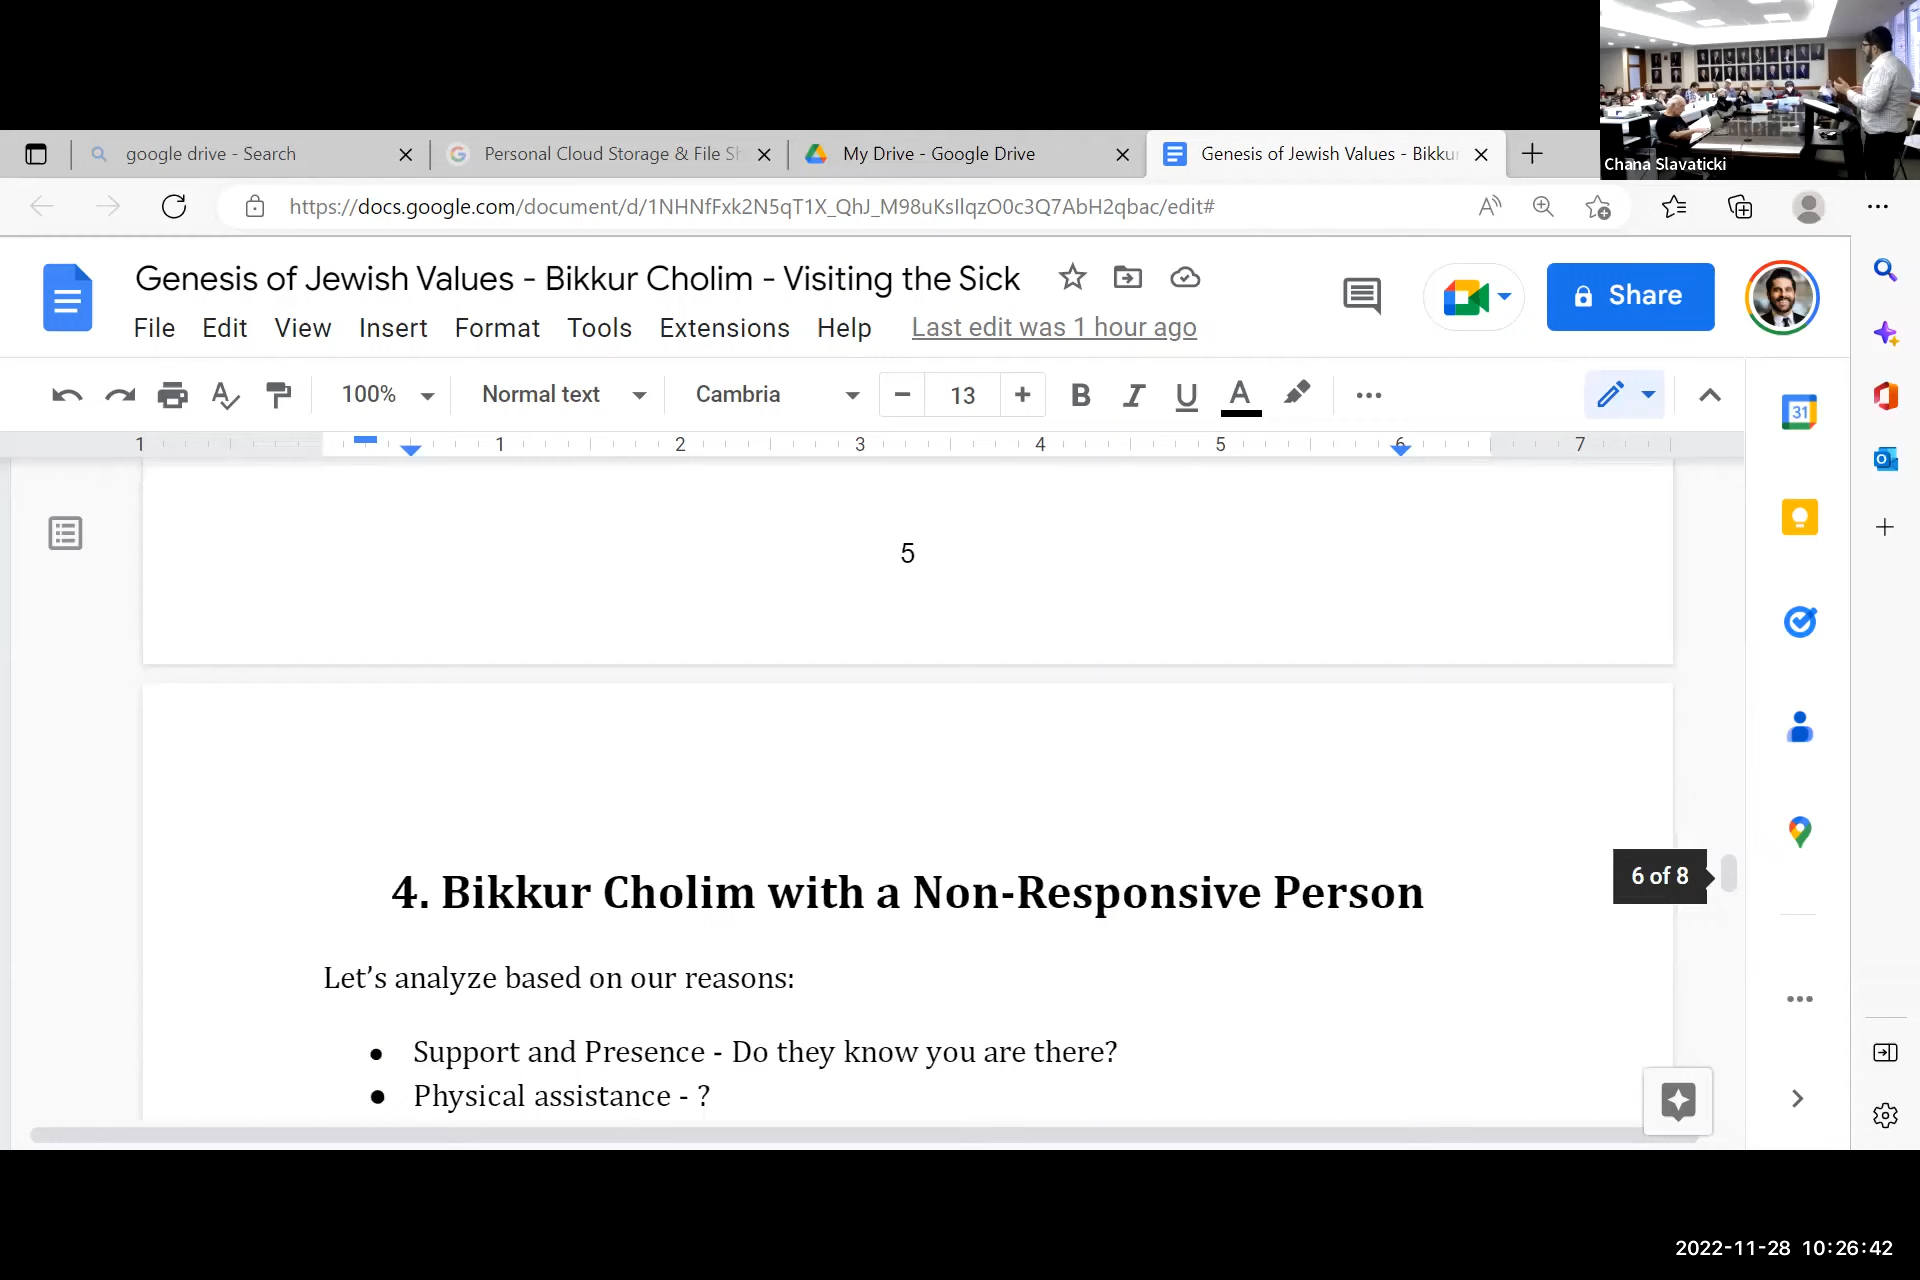 Chana Slavaticki
google drive - Search
Personal Cloud Storage & File Sh
My Drive - Google Drive
Genesis of Jewish Values - Bikkur
https://docs.google.com/document/d/1NHNfFxk2N5qT1X_QhJ_M98uKsIlqzO0c3Q7AbH2qbac/edit#
Genesis of Jewish Values - Bikkur Cholim - Visiting the Sick
Share
File Edit View Insert Format Tools Extensions Help Last edit was 1 hour ago
100% Normal text Cambria 13 B I U A
1 1 2 3 4 5 6 7
31
5
4. Bikkur Cholim with a Non-Responsive Person
6 of 8
Let's analyze based on our reasons:
● Support and Presence - Do they know you are there?
● Physical assistance - ?
2022-11-28 10:26:42